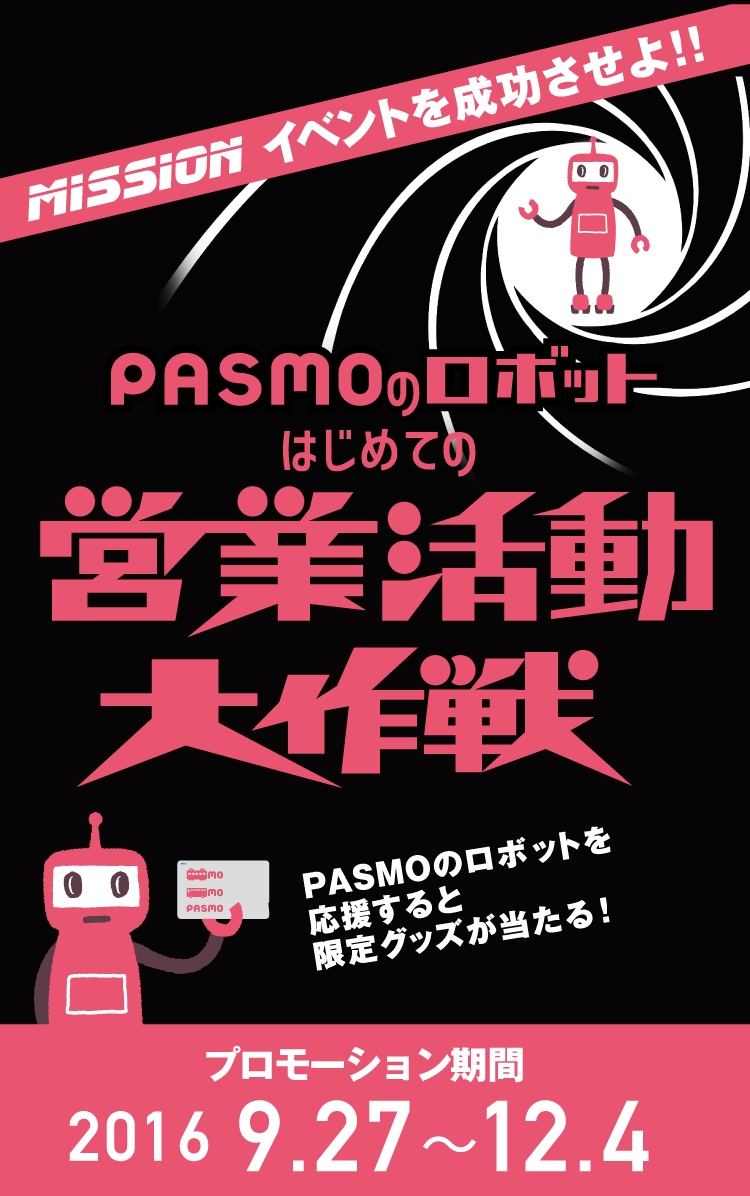 MISSION イベントを成功させよ!!
PASMOのロボット
はじめての
営業活動
大作戦
MO
MO
PASMO
PASMOのロボットを
応援すると
限定グッズが当たる!
プロモーション期間
2016 9.27〜12.4